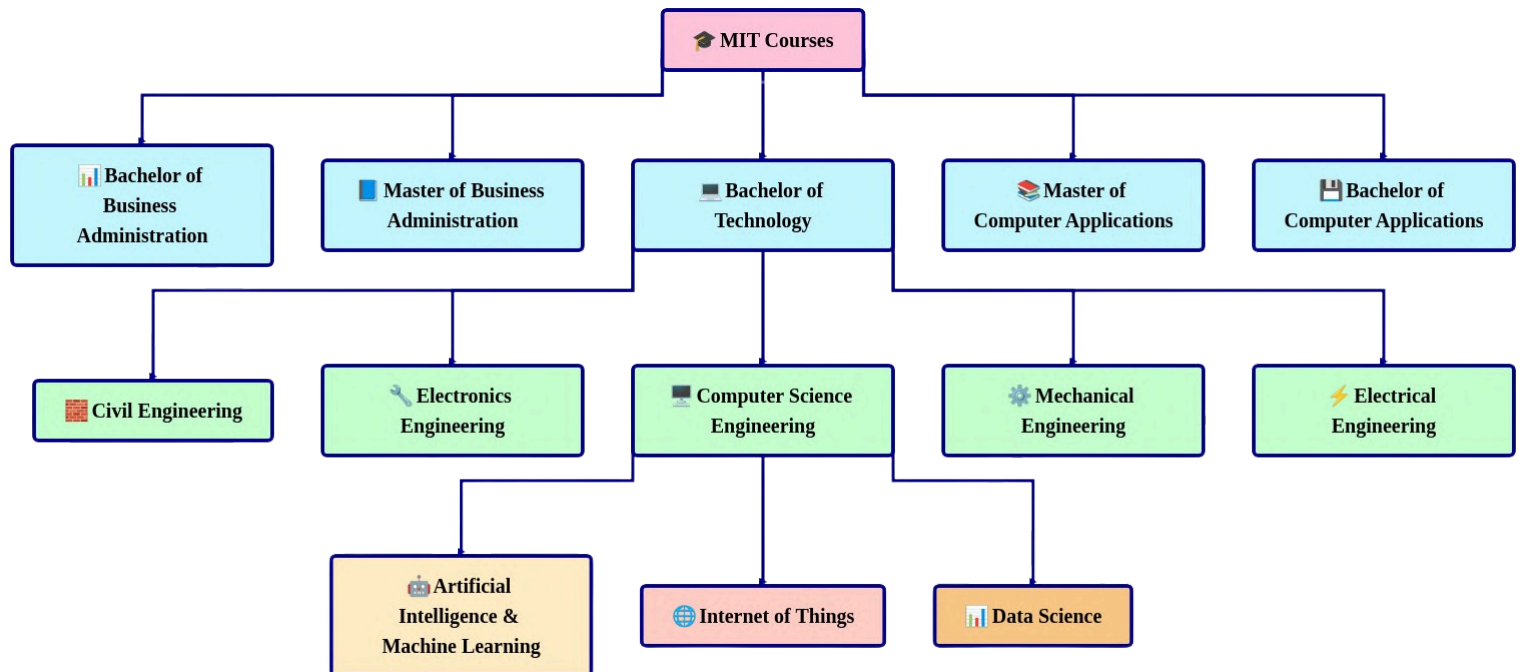 MIT Courses
Bachelor of
Business
Administration
Master of Business
Administration
Bachelor of
Technology
Master of
Computer Applications
Bachelor of
Computer Applications
Civil Engineering
Electronics
Engineering
Computer Science
Engineering
Mechanical
Engineering
Electrical
Engineering
Artificial
Intelligence &
Machine Learning
Internet of Things
Data Science